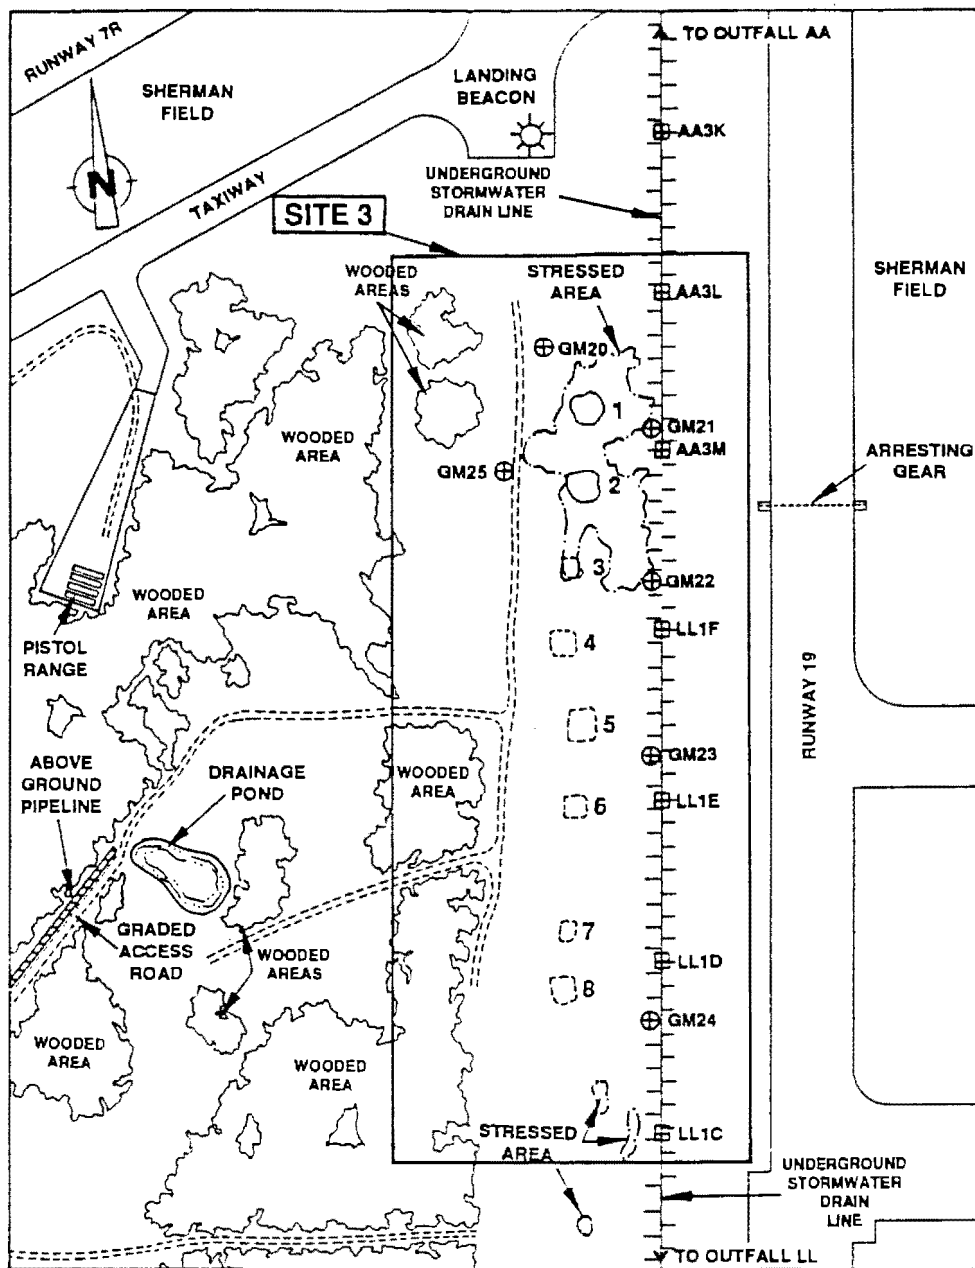 TO OUTFALL AA
RUNWAY 7R
SHERMAN
FIELD
LANDING
BEACON
AA3K
N
TAXIWAY
UNDERGROUND
STORMWATER
DRAIN LINE
SITE 3
WOODED
AREAS
STRESSED
AREA
AA3L
SHERMAN
FIELD
GM20
1
GM21
WOODED
AREA
AA3M
ARRESTING
GEAR
GM25
2
3
GM22
WOODED
AREA
LL1F
PISTOL
RANGE
4
RUNWAY 19
5
GM23
ABOVE
GROUND
PIPELINE
DRAINAGE
POND
WOODED
AREA
6
LL1E
GRADED
ACCESS
ROAD
WOODED
AREAS
7
LL1D
8
GM24
WOODED
AREA
WOODED
AREA
STRESSED
AREA
LL1C
UNDERGROUND
STORMWATER
DRAIN
LINE
TO OUTFALL LL